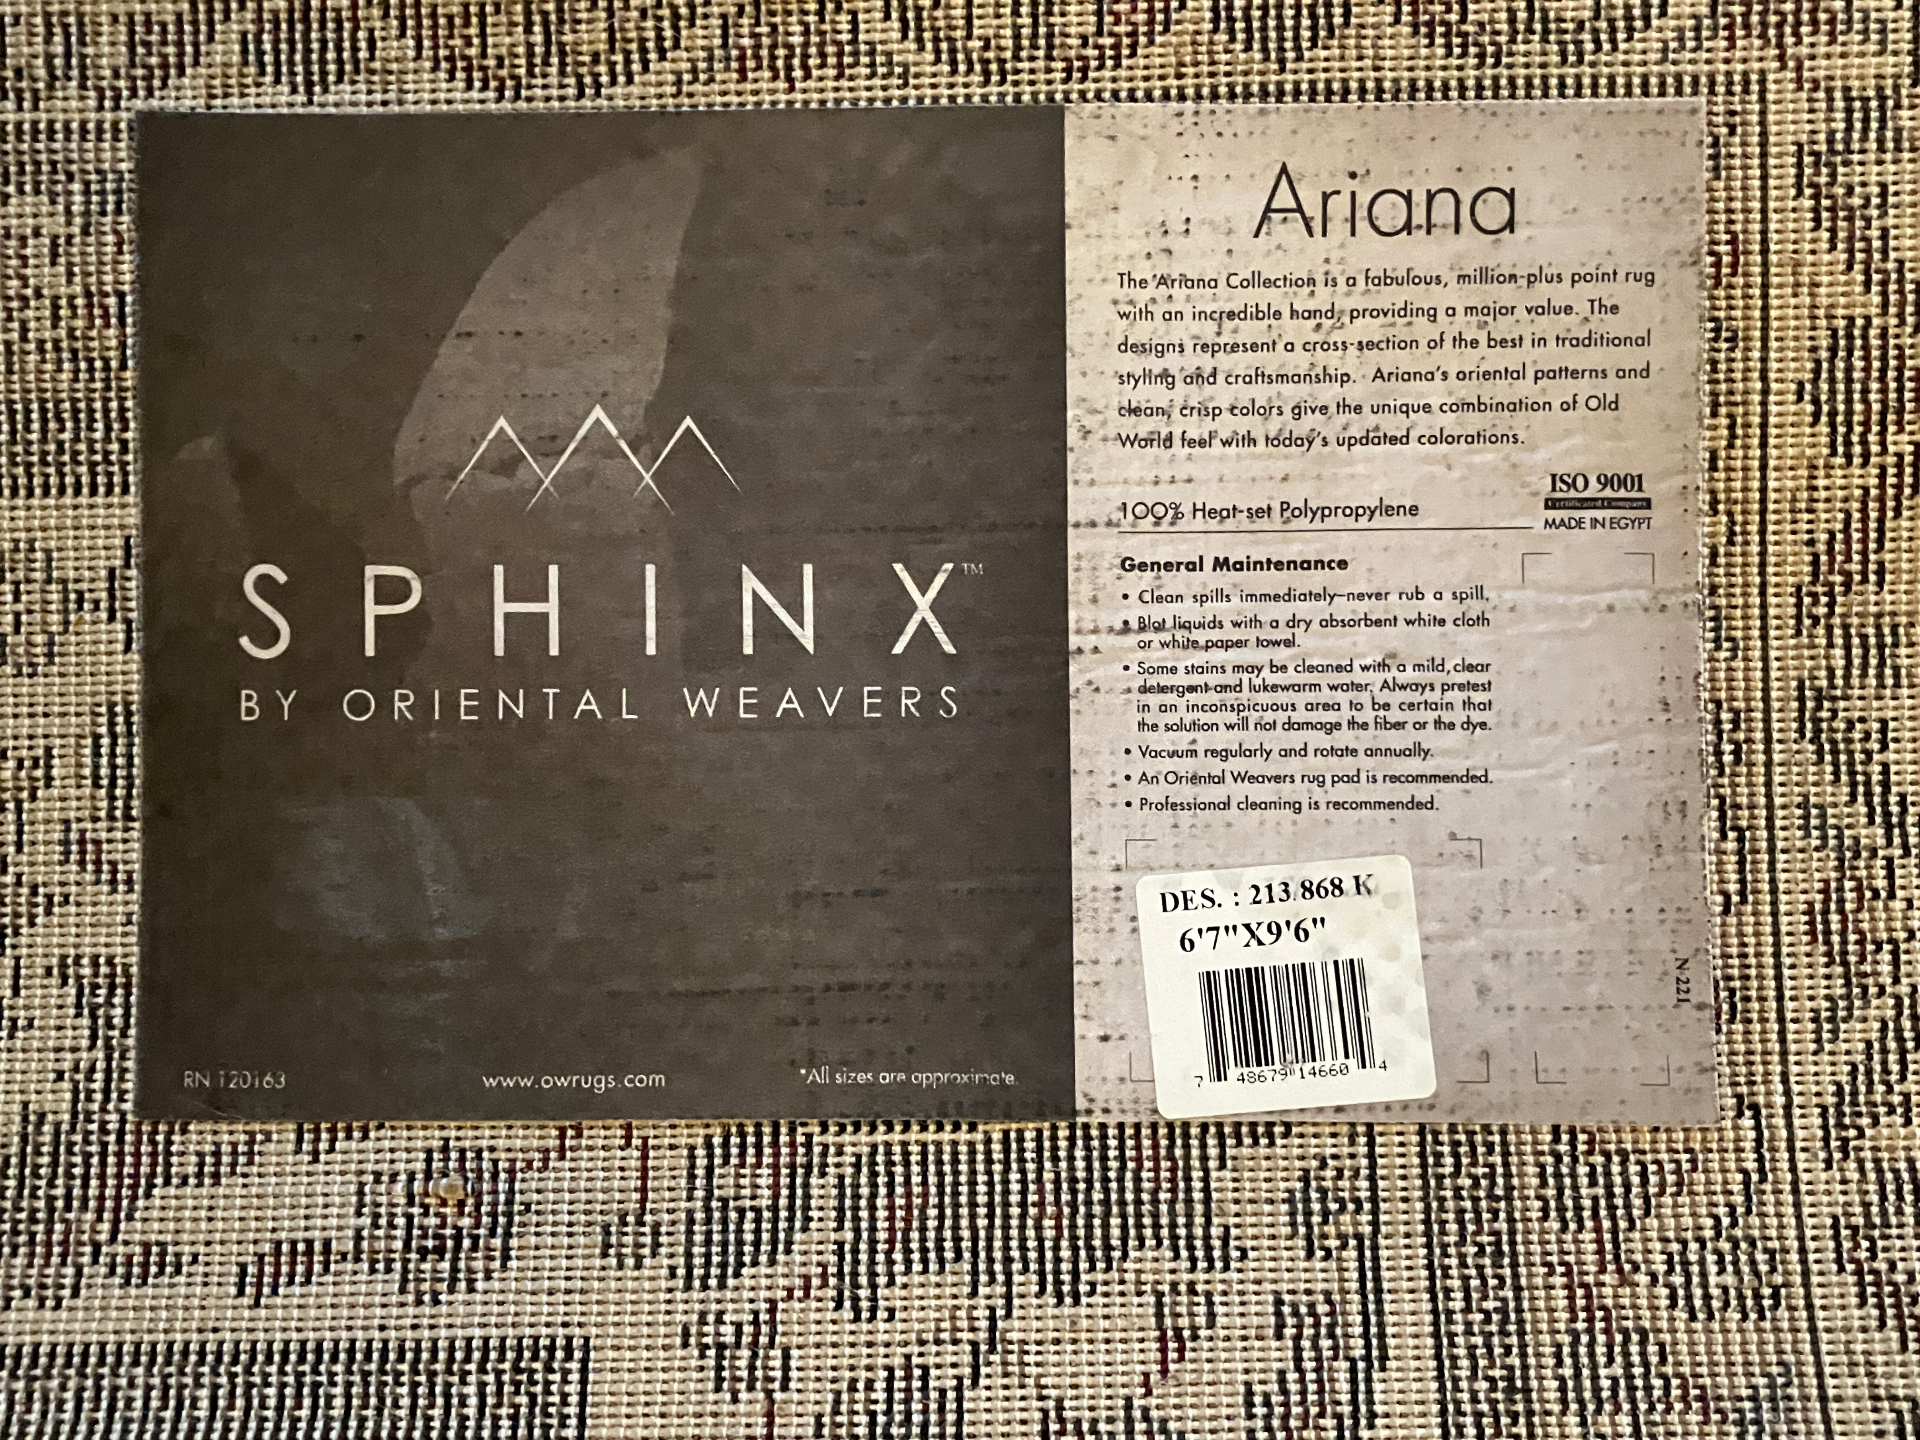 SPHINX™
BY ORIENTAL WEAVERS
RN 120163
www.owrugs.com
*All sizes are approximate.
Ariana
The Ariana Collection is a fabulous, million-plus point rug
with an incredible hand, providing a major value. The
designs represent a cross-section of the best in traditional
styling and craftsmanship. Ariana's oriental patterns and
clean, crisp colors give the unique combination of Old
World feel with today's updated colorations.
100% Heat-set Polypropylene
ISO 9001
Certificated Company
MADE IN EGYPT
General Maintenance
• Clean spills immediately–never rub a spill.
• Blot liquids with a dry absorbent white cloth
or white paper towel.
• Some stains may be cleaned with a mild, clear
detergent and lukewarm water. Always pretest
in an inconspicuous area to be certain that
the solution will not damage the fiber or the dye.
• Vacuum regularly and rotate annually.
• An Oriental Weavers rug pad is recommended.
• Professional cleaning is recommended.
DES. : 213 868 K
6'7"X9'6"
7 48679 14660 4
N 221